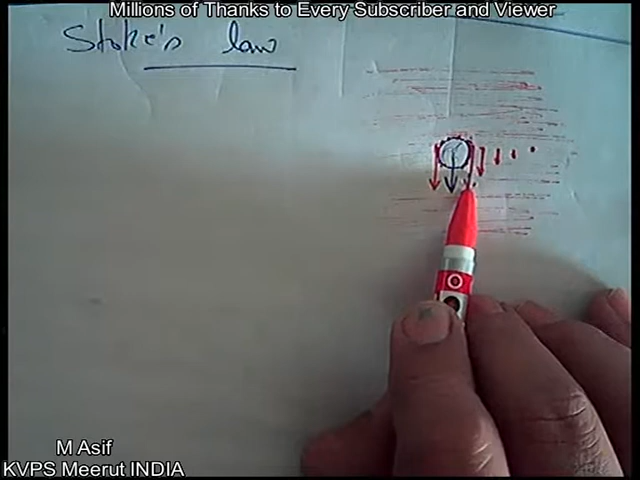 Millions of Thanks to Every Subscriber and Viewer
Stoke's law
M Asif
KVPS Meerut INDIA